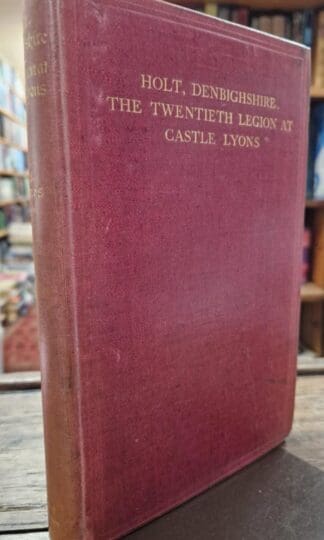 HOLT, DENBIGHSHIRE.
THE TWENTIETH LEGION AT
CASTLE LYONS